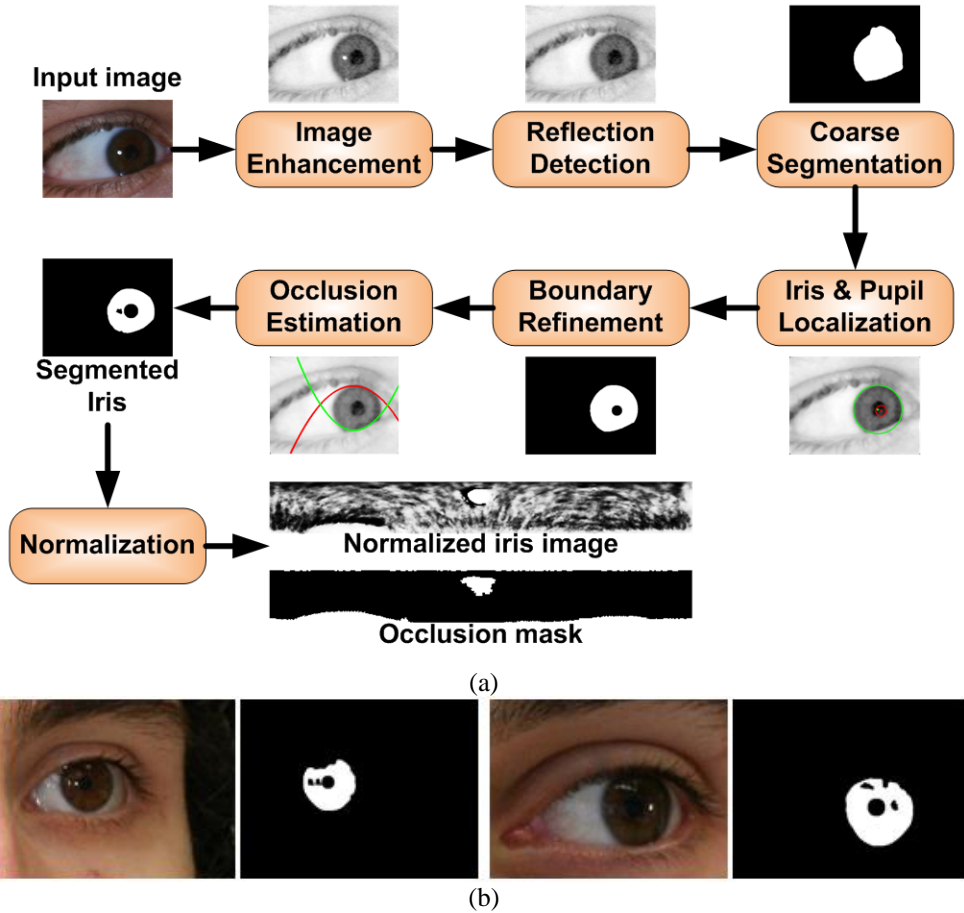 Input image
Image
Enhancement
Reflection
Detection
Coarse
Segmentation
Occlusion
Estimation
Boundary
Refinement
Iris & Pupil
Localization
Segmented
Iris
Normalization
Normalized iris image
Occlusion mask
(a)
(b)